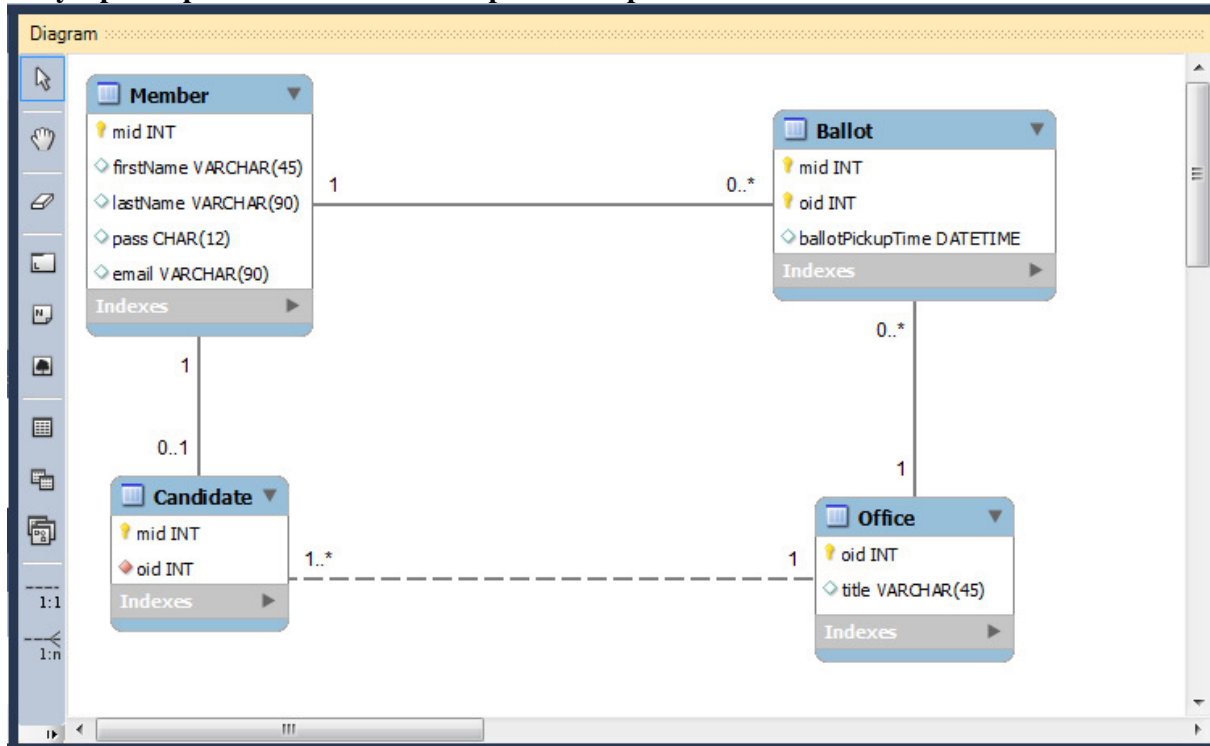 Diagram
Member
mid INT
firstName VARCHAR(45)
lastName VARCHAR(90)
pass CHAR(12)
email VARCHAR(90)
Indexes
1
0..*
Ballot
mid INT
oid INT
ballotPickupTime DATETIME
Indexes
1
0..1
0..*
1
Candidate
mid INT
oid INT
Indexes
1..*
1
Office
oid INT
title VARCHAR(45)
Indexes
1:1
1:n